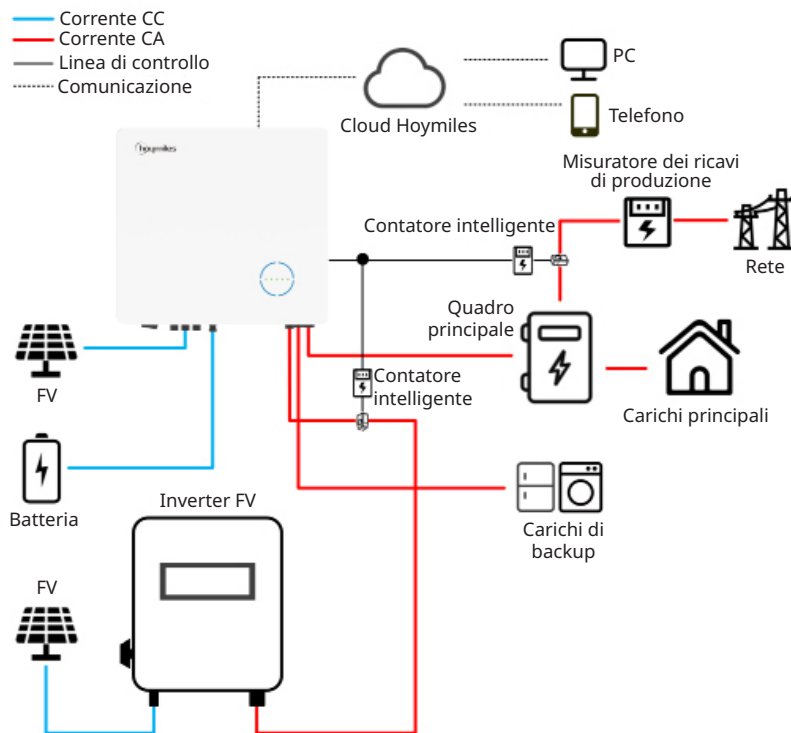 Corrente CC
Corrente CA
Linea di controllo
Comunicazione
PC
Cloud Hoymiles
Telefono
hoymiles
Misuratore dei ricavi
di produzione
Contatore intelligente
Rete
Quadro
principale
FV
Contatore
intelligente
Carichi principali
Batteria
Inverter FV
Carichi di
backup
FV